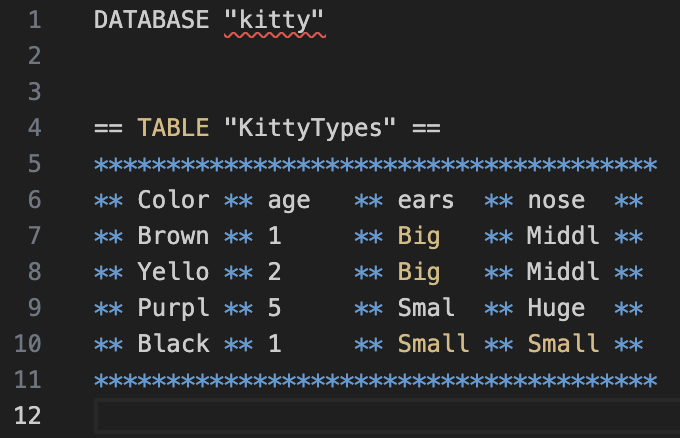 1 DATABASE "kitty"
2
3
4 == TABLE "KittyTypes" ==
5 ***************************************
6 ** Color ** age   ** ears  ** nose  **
7 ** Brown ** 1     ** Big   ** Middl **
8 ** Yello ** 2     ** Big   ** Middl **
9 ** Purpl ** 5     ** Smal  ** Huge  **
10 ** Black ** 1     ** Small ** Small **
11 ***************************************
12